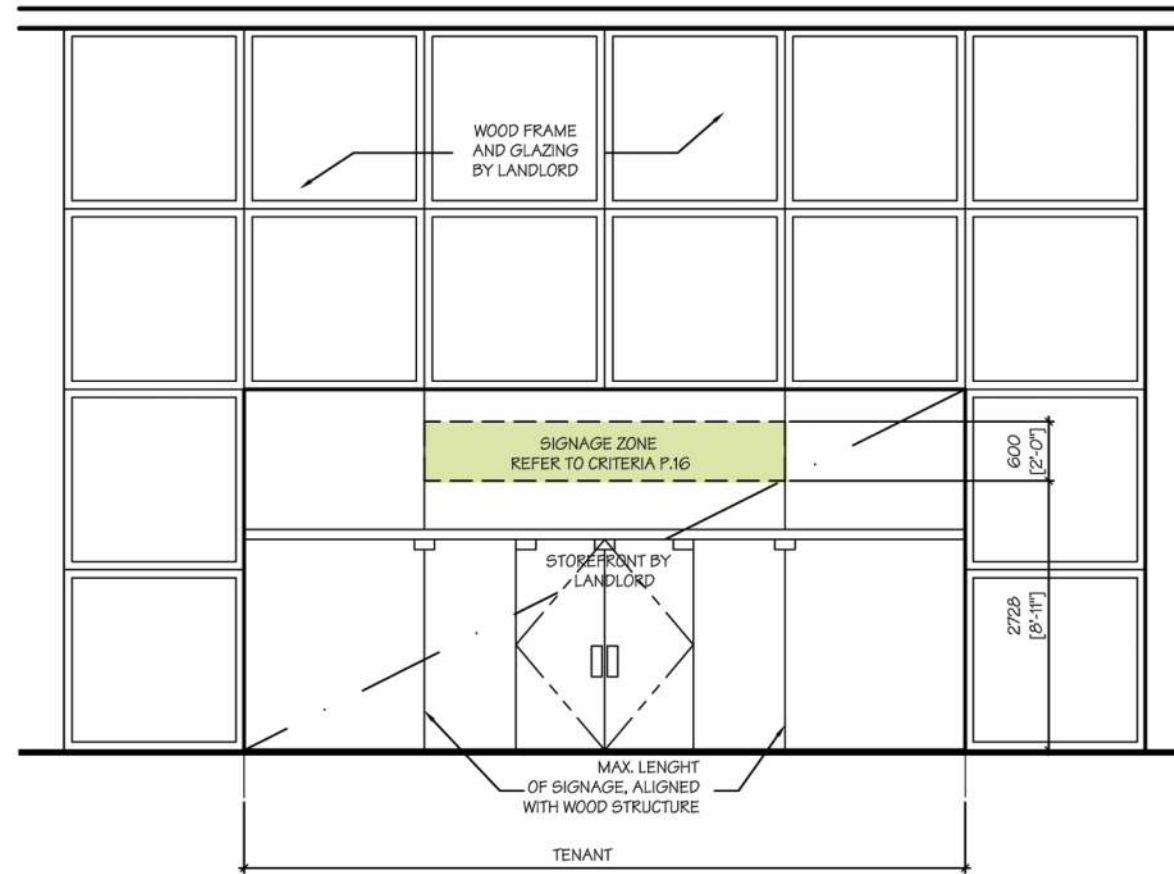 WOOD FRAME
AND GLAZING
BY LANDLORD
SIGNAGE ZONE
REFER TO CRITERIA P.16
600
[2'-0"]
STOREFRONT BY
LANDLORD
2728
[8'-11"]
MAX. LENGHT
OF SIGNAGE, ALIGNED
WITH WOOD STRUCTURE
TENANT